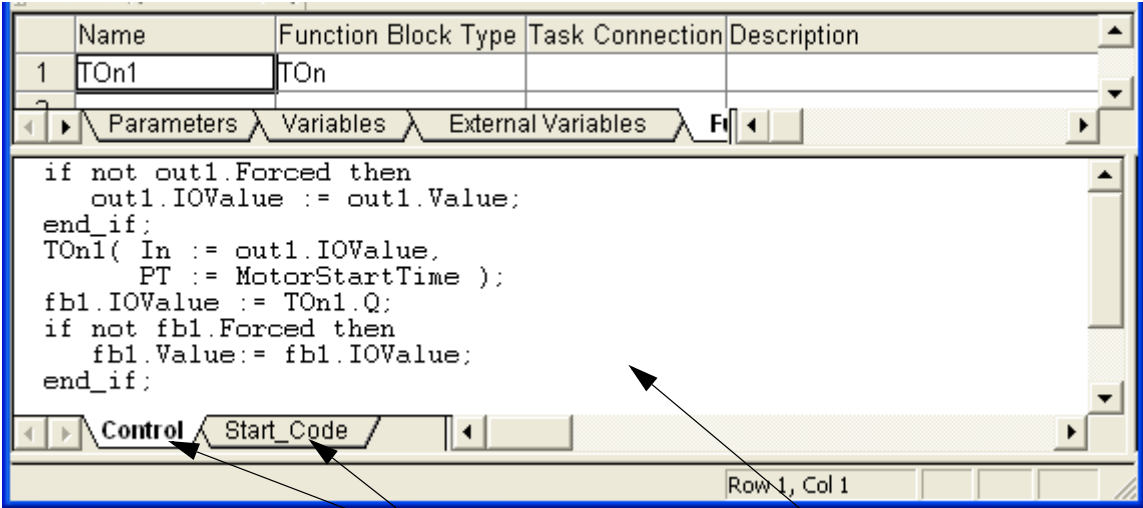 Name Function Block Type Task Connection Description
1 TOn1 TOn
Parameters Variables External Variables
if not out1.Forced then
out1.IOValue := out1.Value;
end_if;
TOn1( In := out1.IOValue,
PT := MotorStartTime );
fb1.IOValue := TOn1.Q;
if not fb1.Forced then
fb1.Value:= fb1.IOValue;
end_if;
Control Start_Code
Row 1, Col 1